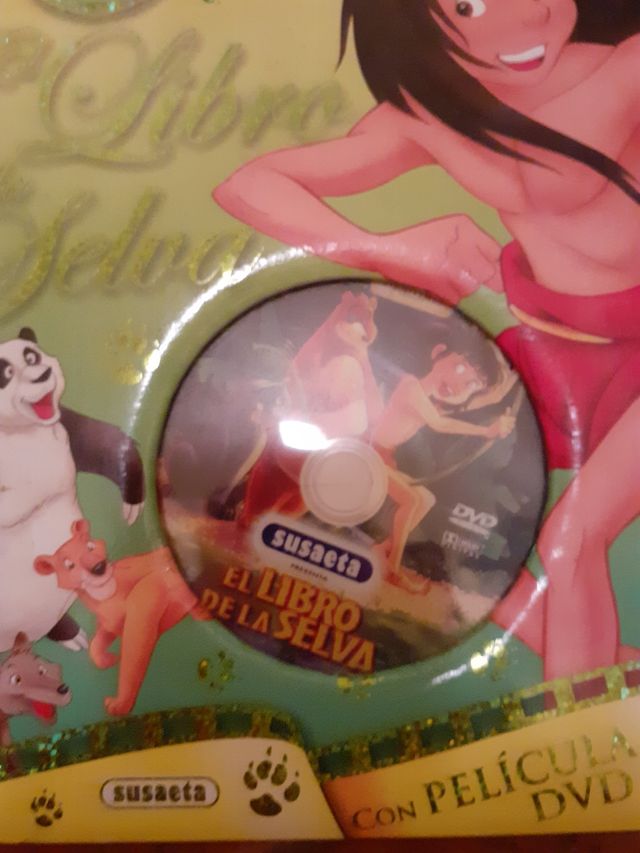 Libro
Selva
DVD
susaeta
PRESENTA
EL LIBRO
DE LA SELVA
susaeta
CON PELÍCULA
DVD